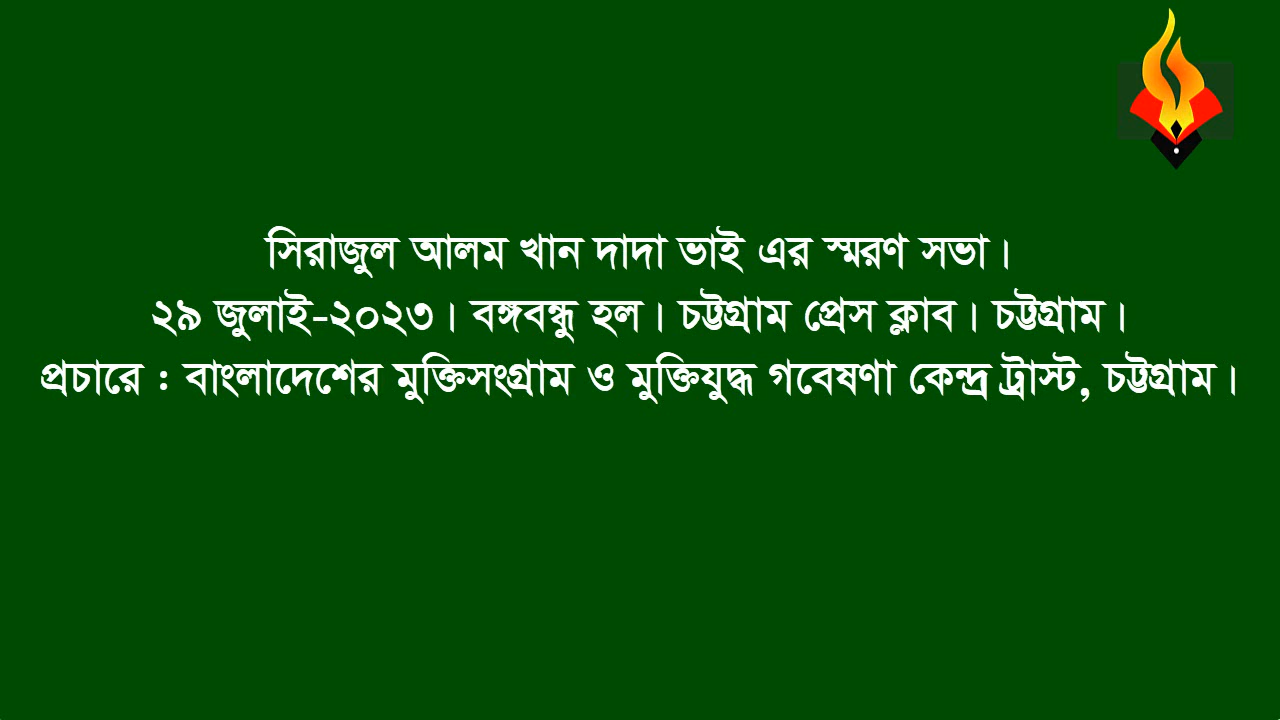 সিরাজুল আলম খান দাদা ভাই এর স্মরণ সভা।
২৯ জুলাই-২০২৩। বঙ্গবন্ধু হল। চট্টগ্রাম প্রেস ক্লাব। চট্টগ্রাম।
প্রচারে : বাংলাদেশের মুক্তিসংগ্রাম ও মুক্তিযুদ্ধ গবেষণা কেন্দ্র ট্রাস্ট, চট্টগ্রাম।